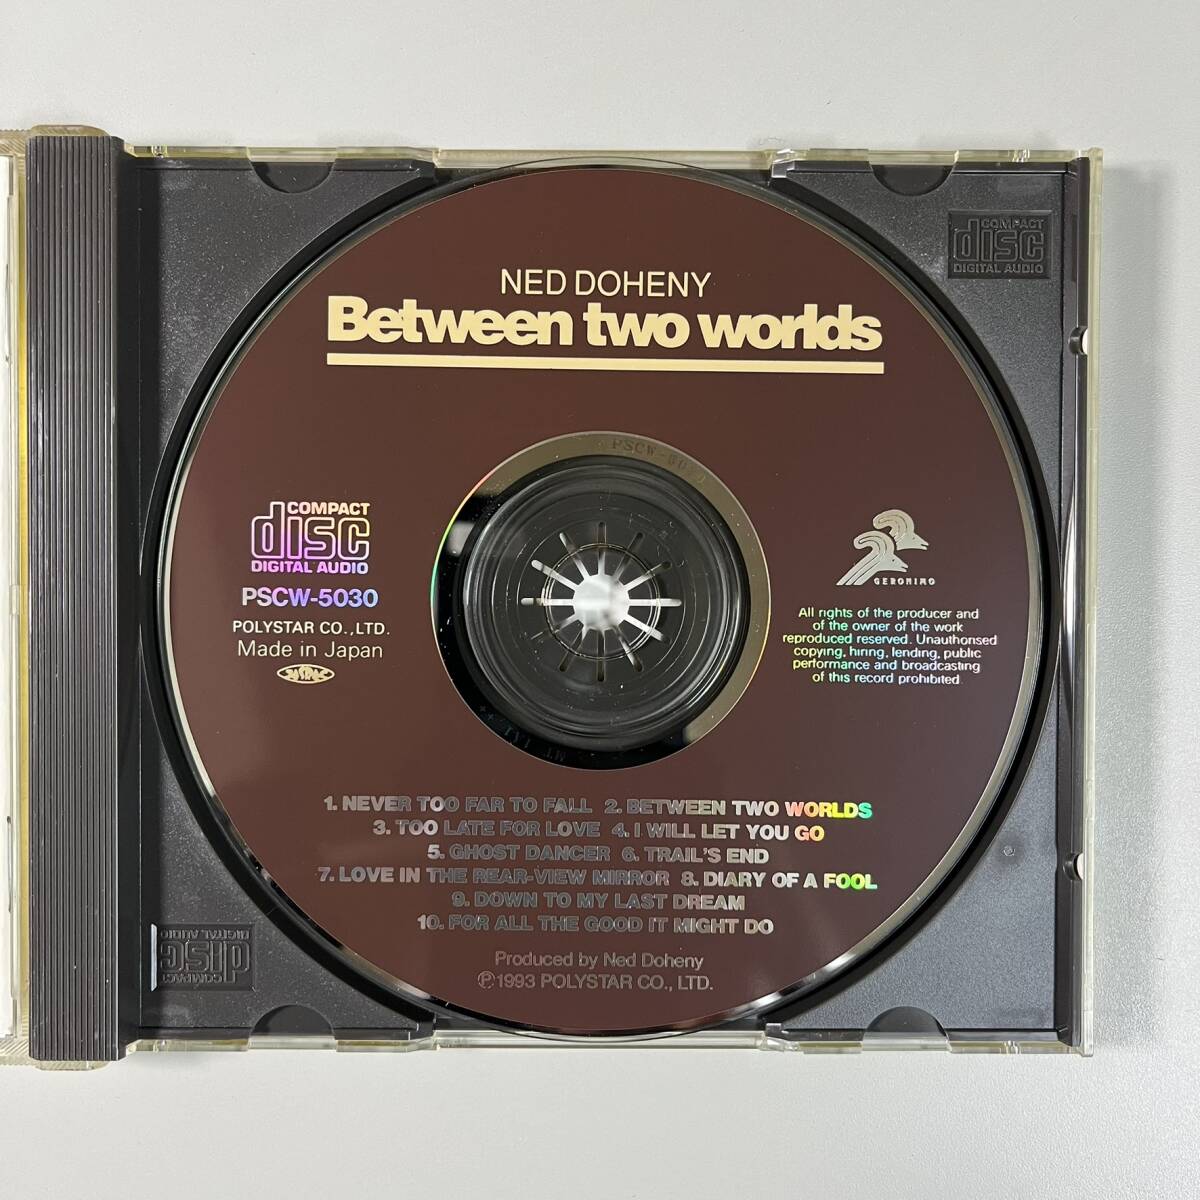 NED DOHENY
Between two worlds
COMPACT
disc
DIGITAL AUDIO
PSCW-5030
POLYSTAR CO.,LTD.
Made in Japan
PSCW-5030
GERONIMO
All rights of the producer and
of the owner of the work
reproduced reserved. Unauthorised
copying, hiring, lending, public
performance and broadcasting
of this record prohibited.
1. NEVER TOO FAR TO FALL 2. BETWEEN TWO WORLDS
3. TOO LATE FOR LOVE 4. I WILL LET YOU GO
5. GHOST DANCER 6. TRAIL'S END
7. LOVE IN THE REAR-VIEW MIRROR 8. DIARY OF A FOOL
9. DOWN TO MY LAST DREAM
10. FOR ALL THE GOOD IT MIGHT DO
Produced by Ned Doheny
Ⓟ1993 POLYSTAR CO., LTD.
COMPACT
disc
DIGITAL AUDIO
COMPACT
disc
DIGITAL AUDIO